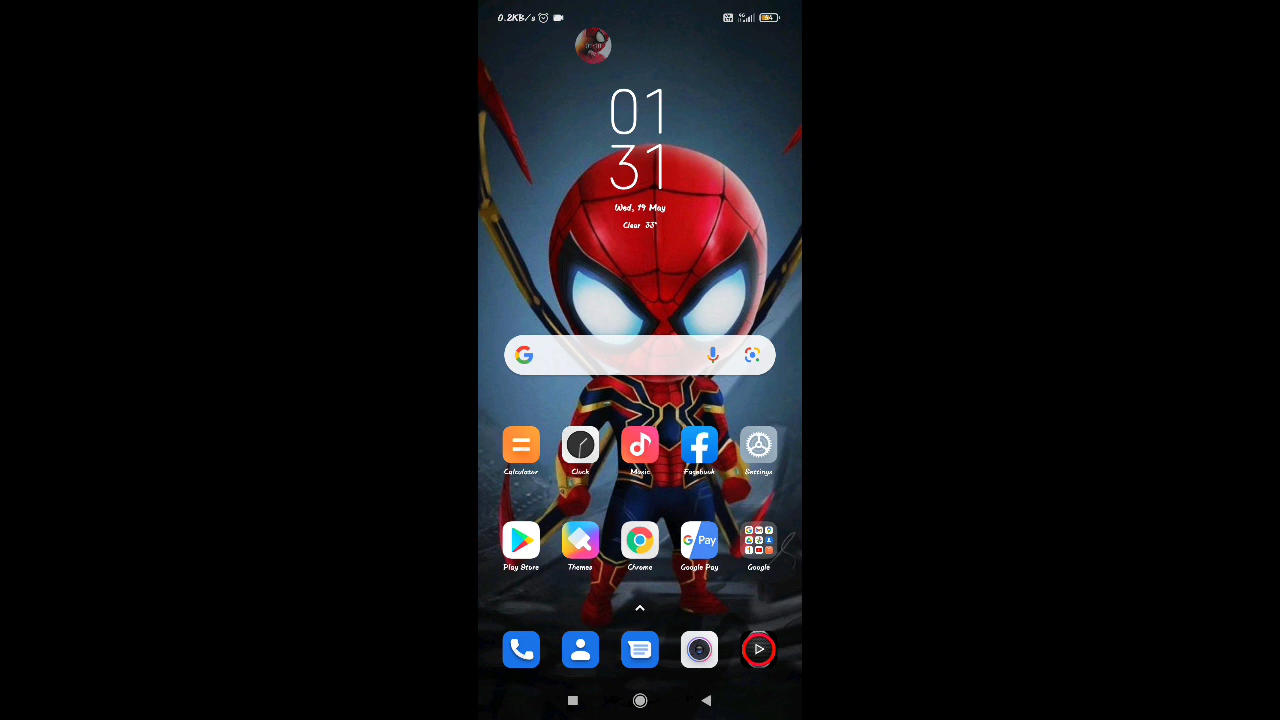 0.2KB/s
01
31
Wed, 19 May
Clear 33°
Calculator Clock Music Facebook Settings
G Pay
Play Store Themes Chrome Google Pay Google